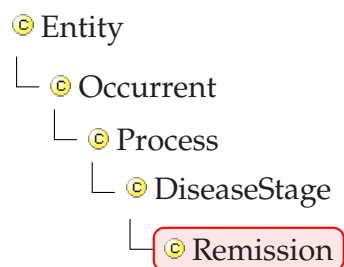 Entity
Occurrent
Process
DiseaseStage
Remission